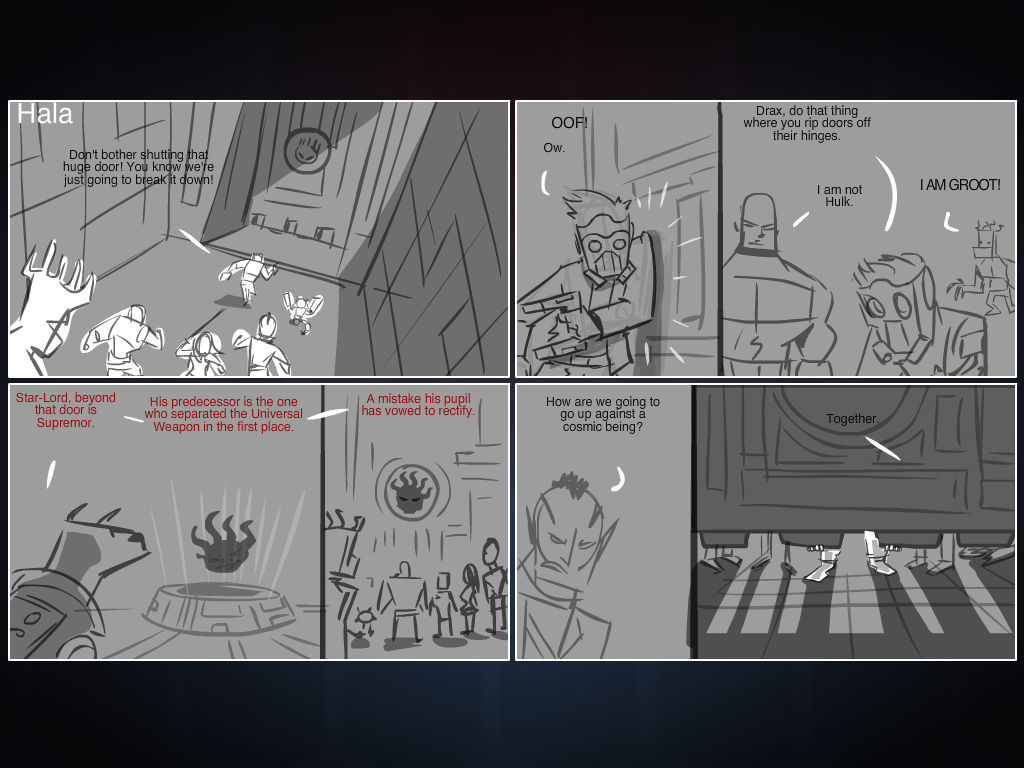 Hala
Don't bother shutting that
huge door! You know we're
just going to break it down!
OOF!
Ow.
Drax, do that thing
where you rip doors off
their hinges.
I am not
Hulk.
I AM GROOT!
Star-Lord, beyond
that door is
Supremor.
His predecessor is the one
who separated the Universal
Weapon in the first place.
A mistake his pupil
has vowed to rectify.
How are we going to
go up against a
cosmic being?
Together.